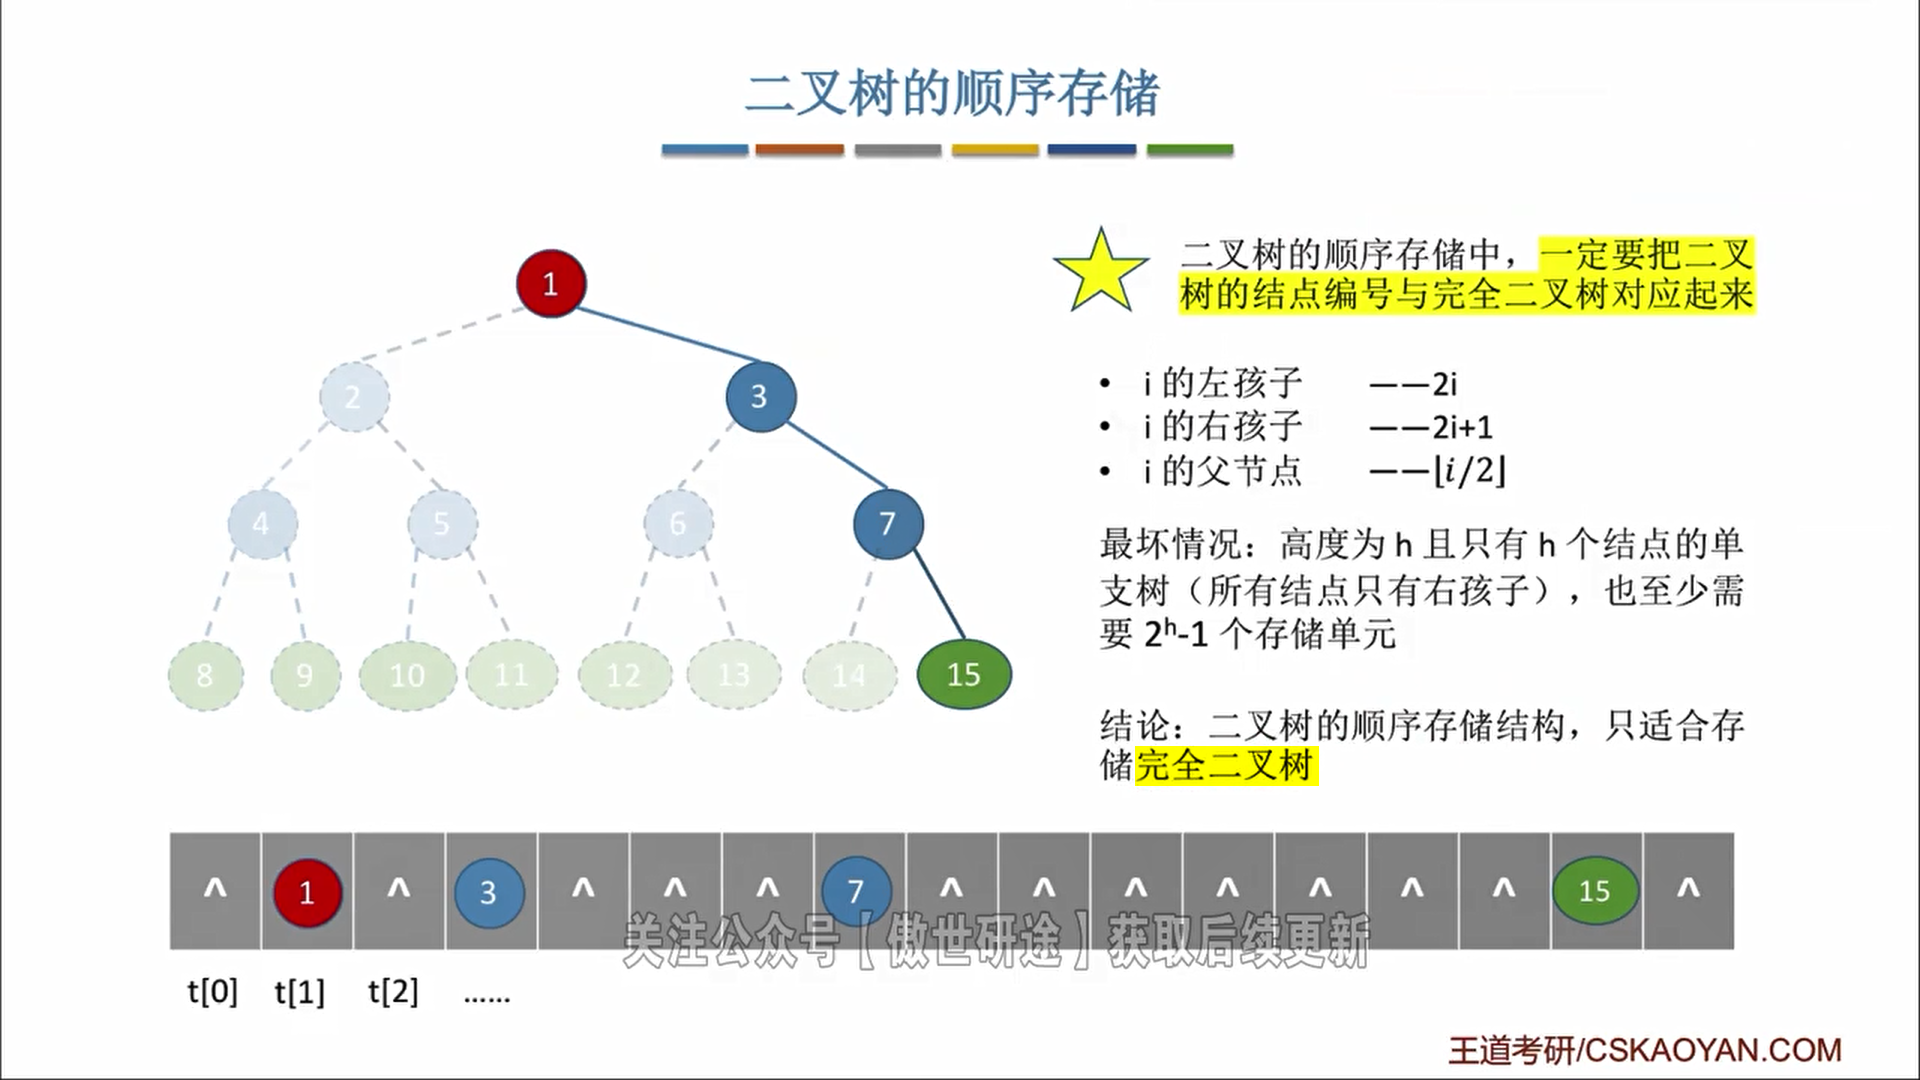 二叉树的顺序存储
1
2
3
4
5
6
7
8
9
10
11
12
13
14
15
二叉树的顺序存储中，一定要把二叉
树的结点编号与完全二叉树对应起来
• i 的左孩子 ——2i
• i 的右孩子 ——2i+1
• i 的父节点 ——⌊i/2⌋
最坏情况：高度为 h 且只有 h 个结点的单
支树（所有结点只有右孩子），也至少需
要 2ʰ-1 个存储单元
结论：二叉树的顺序存储结构，只适合存
储完全二叉树
^ 1 ^ 3 ^ ^ ^ 7 ^ ^ ^ ^ ^ ^ ^ 15 ^
关注公众号【傲世研途】获取后续更新
t[0] t[1] t[2] ……
王道考研/CSKAOYAN.COM